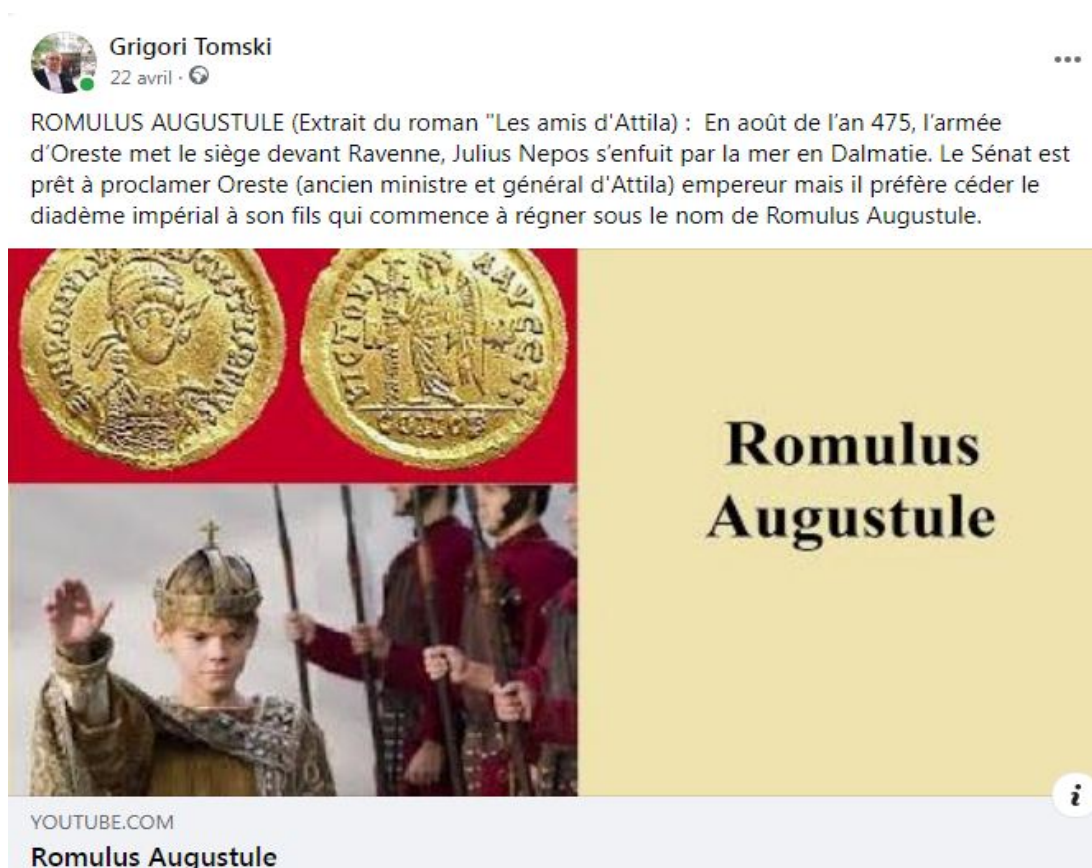 Grigori Tomski
22 avril ·
ROMULUS AUGUSTULE (Extrait du roman "Les amis d'Attila) : En août de l’an 475, l’armée
d’Oreste met le siège devant Ravenne, Julius Nepos s’enfuit par la mer en Dalmatie. Le Sénat est
prêt à proclamer Oreste (ancien ministre et général d'Attila) empereur mais il préfère céder le
diadème impérial à son fils qui commence à régner sous le nom de Romulus Augustule.
Romulus
Augustule
YOUTUBE.COM
Romulus Augustule